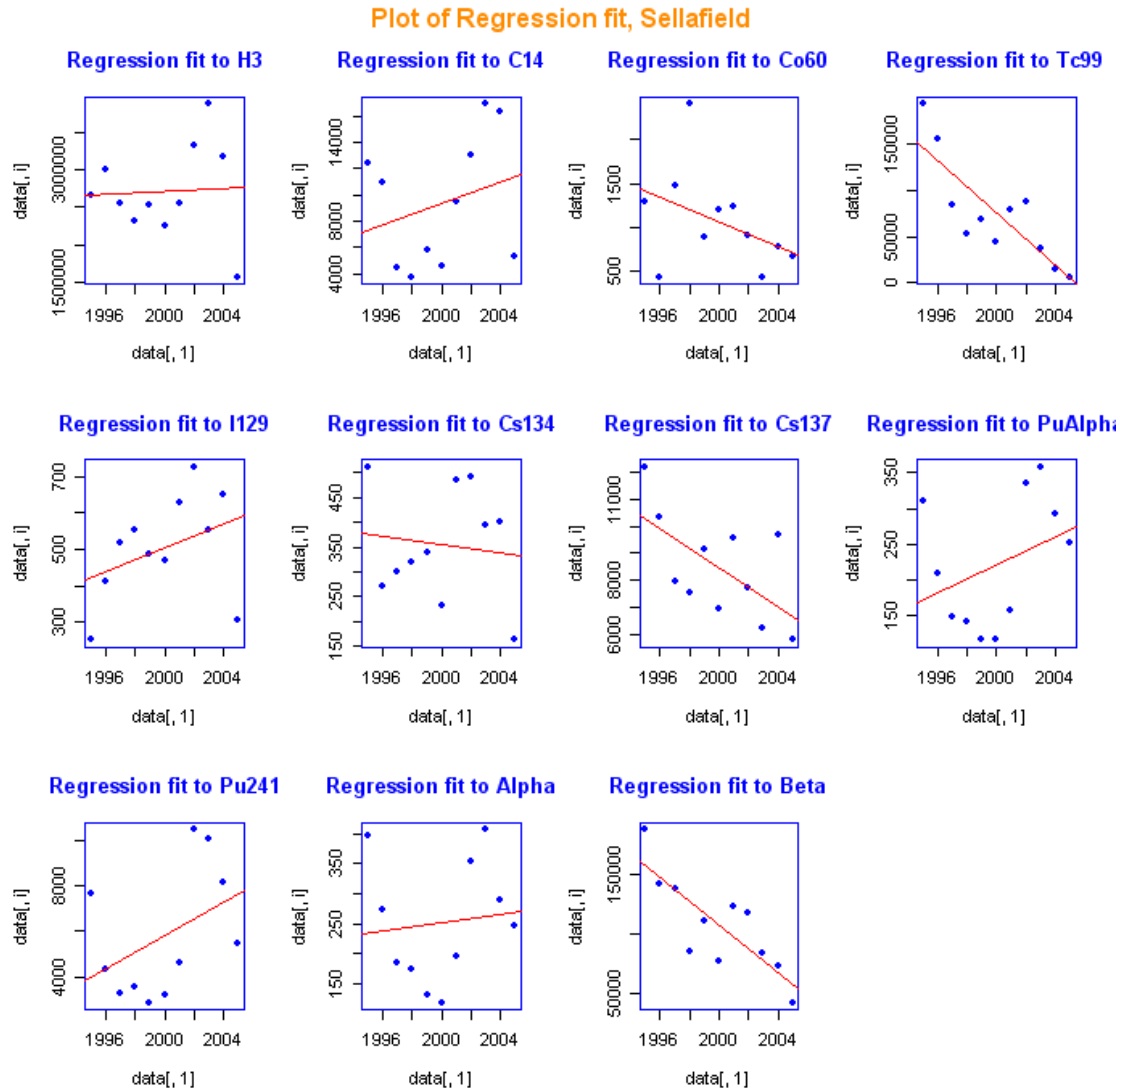 Plot of Regression fit, Sellafield
Regression fit to H3
data[, i]
15000000
30000000
1996 2000 2004
data[, 1]
Regression fit to C14
data[, i]
4000
8000
14000
1996 2000 2004
data[, 1]
Regression fit to Co60
data[, i]
500
1500
1996 2000 2004
data[, 1]
Regression fit to Tc99
data[, i]
0
50000
150000
1996 2000 2004
data[, 1]
Regression fit to I129
data[, i]
300
500
700
1996 2000 2004
data[, 1]
Regression fit to Cs134
data[, i]
150
250
350
450
1996 2000 2004
data[, 1]
Regression fit to Cs137
data[, i]
6000
8000
11000
1996 2000 2004
data[, 1]
Regression fit to PuAlpha
data[, i]
150
250
350
1996 2000 2004
data[, 1]
Regression fit to Pu241
data[, i]
40000
80000
1996 2000 2004
data[, 1]
Regression fit to Alpha
data[, i]
150
250
350
1996 2000 2004
data[, 1]
Regression fit to Beta
data[, i]
50000
150000
1996 2000 2004
data[, 1]